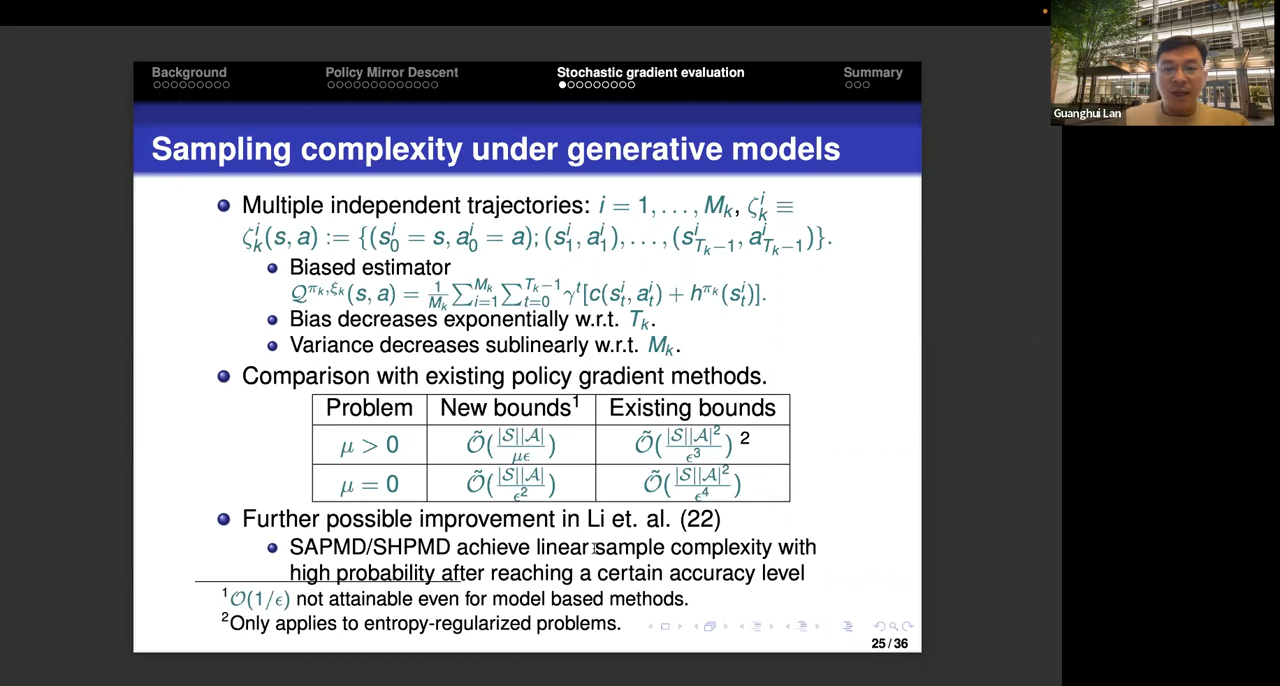 Background Policy Mirror Descent Stochastic gradient evaluation Summary
Sampling complexity under generative models
Multiple independent trajectories: i = 1, . . . , M_k, ζ_k^i ≡
ζ_k^i(s, a) := {(s_0^i = s, a_0^i = a); (s_1^i, a_1^i), . . . , (s_{T_k−1}^i, a_{T_k−1}^i)}.
Biased estimator
Q^{π_k,ξ_k}(s, a) = 1/M_k ∑_{i=1}^{M_k} ∑_{t=0}^{T_k−1} γ^t[c(s_t^i, a_t^i) + h^{π_k}(s_t^i)].
Bias decreases exponentially w.r.t. T_k.
Variance decreases sublinearly w.r.t. M_k.
Comparison with existing policy gradient methods.
Problem New bounds¹ Existing bounds
μ > 0 Õ(|S||A|/με) Õ(|S||A|²/ε³) ²
μ = 0 Õ(|S||A|/ε²) Õ(|S||A|²/ε⁴)
Further possible improvement in Li et. al. (22)
SAPMD/SHPMD achieve linear sample complexity with
high probability after reaching a certain accuracy level
¹O(1/ε) not attainable even for model based methods.
²Only applies to entropy-regularized problems.
25 / 36
Guanghui Lan